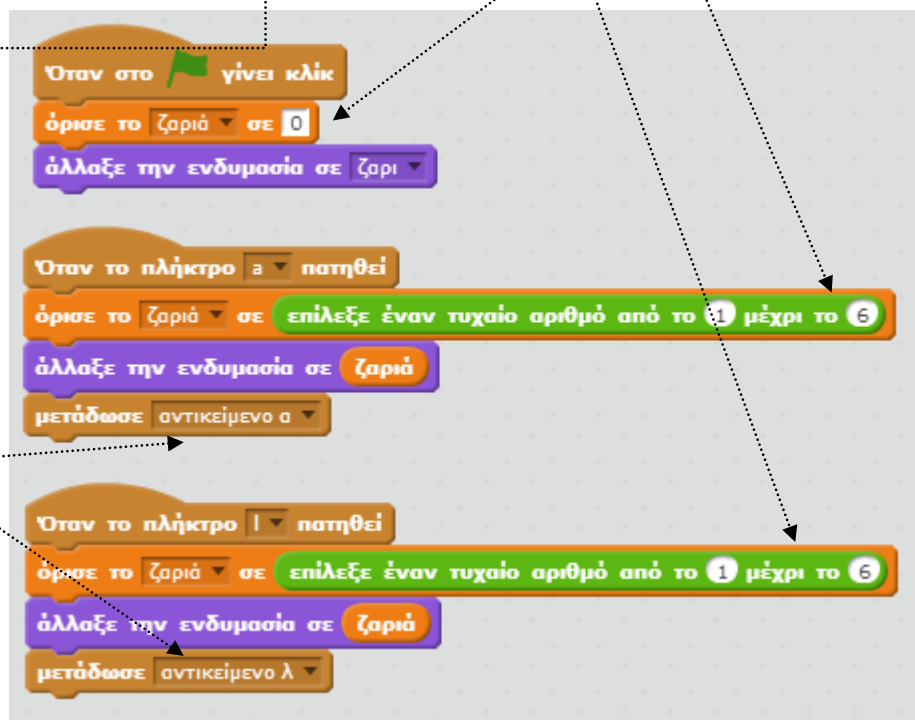 Όταν στο γίνει κλίκ
όρισε το ζαριά σε 0
άλλαξε την ενδυμασία σε ζαρι
Όταν το πλήκτρο a πατηθεί
όρισε το ζαριά σε επίλεξε έναν τυχαίο αριθμό από το 1 μέχρι το 6
άλλαξε την ενδυμασία σε ζαριά
μετάδωσε αντικείμενο α
Όταν το πλήκτρο l πατηθεί
όρισε το ζαριά σε επίλεξε έναν τυχαίο αριθμό από το 1 μέχρι το 6
άλλαξε την ενδυμασία σε ζαριά
μετάδωσε αντικείμενο λ